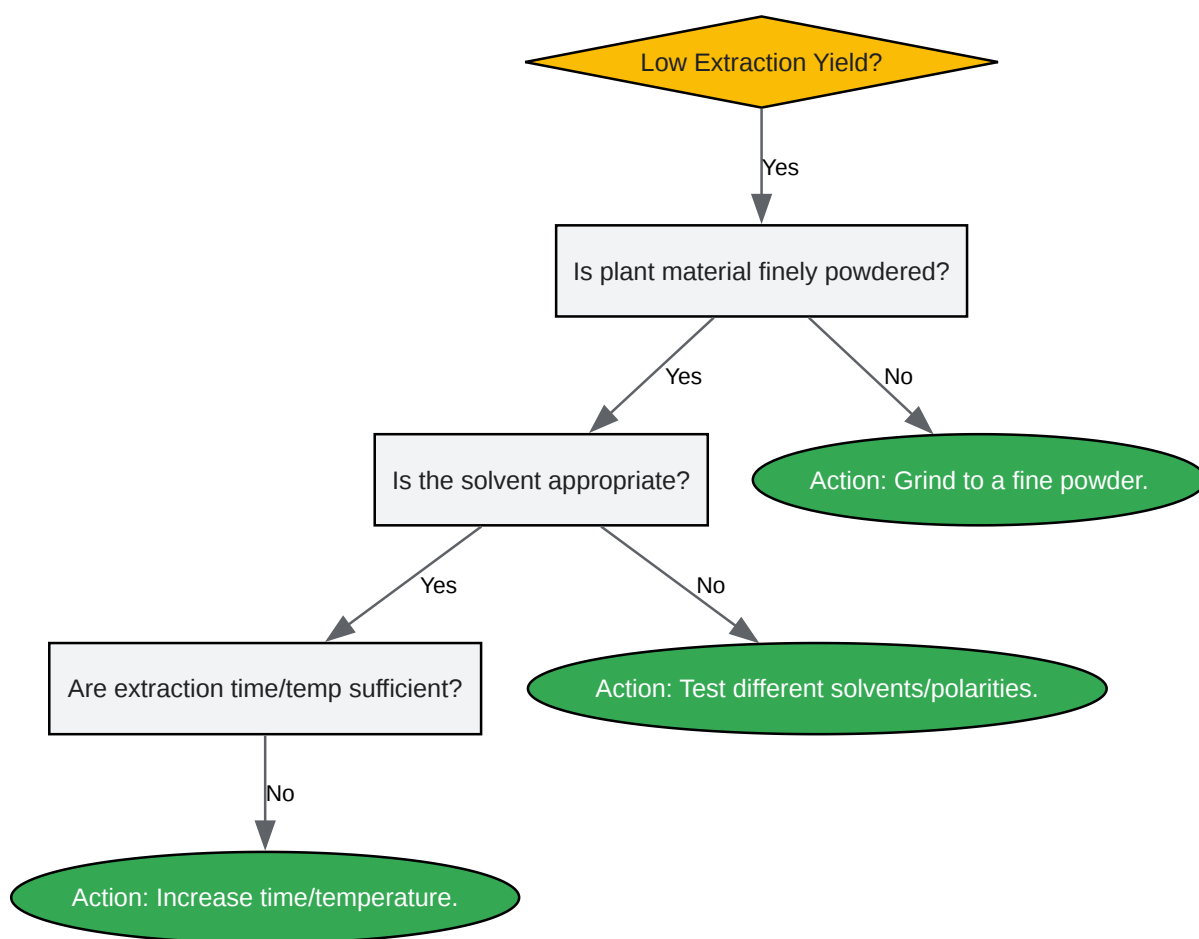 Low Extraction Yield?
Yes
Is plant material finely powdered?
Yes
No
Is the solvent appropriate?
Action: Grind to a fine powder.
Yes
No
Are extraction time/temp sufficient?
Action: Test different solvents/polarities.
No
Action: Increase time/temperature.